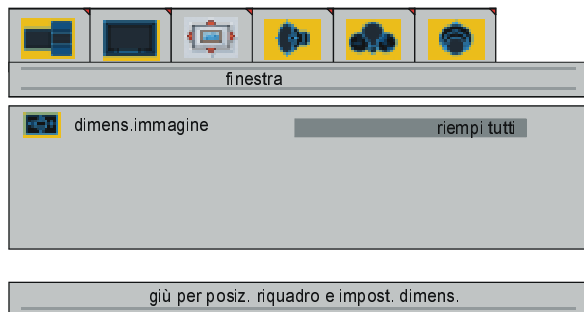 finestra
dimens.immagine
riempi tutti
giù per posiz. riquadro e impost. dimens.